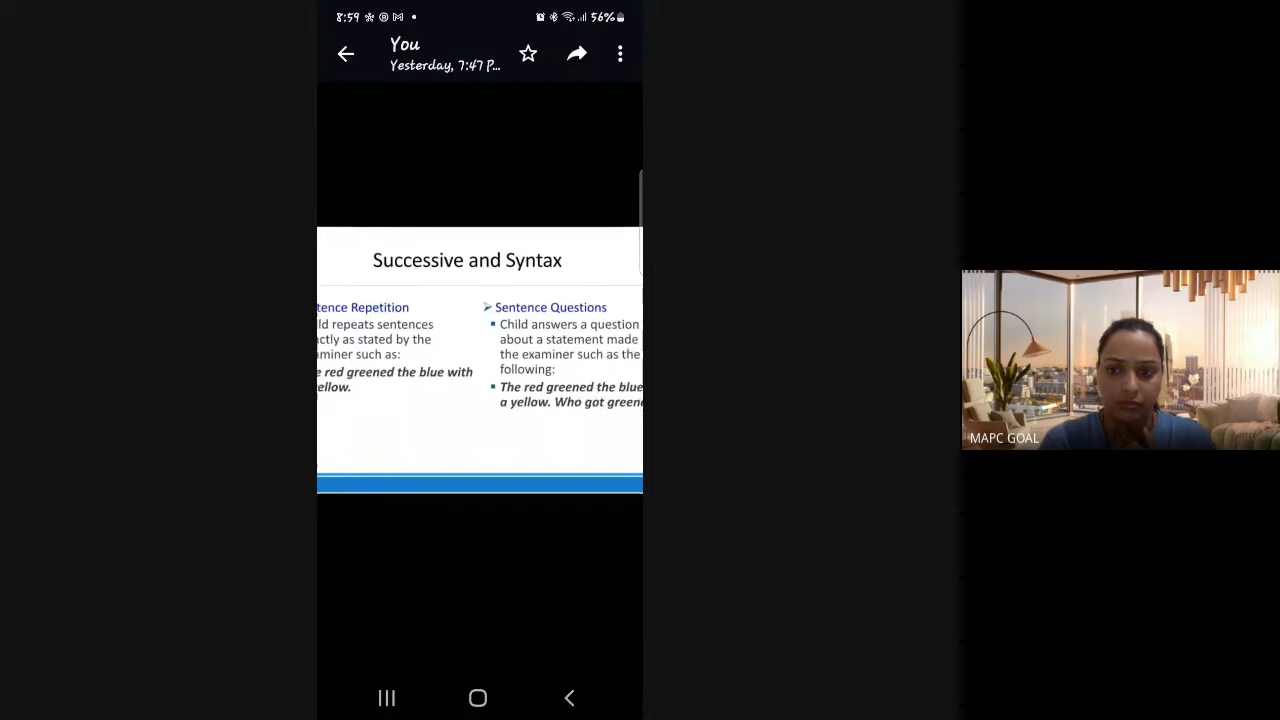 8:59
56%
You
Yesterday, 7:47 P...
Successive and Syntax
tence Repetition
ld repeats sentences
ctly as stated by the
aminer such as:
e red greened the blue with
ellow.
Sentence Questions
Child answers a question
about a statement made
the examiner such as the
following:
The red greened the blue
a yellow. Who got green
MAPC GOAL